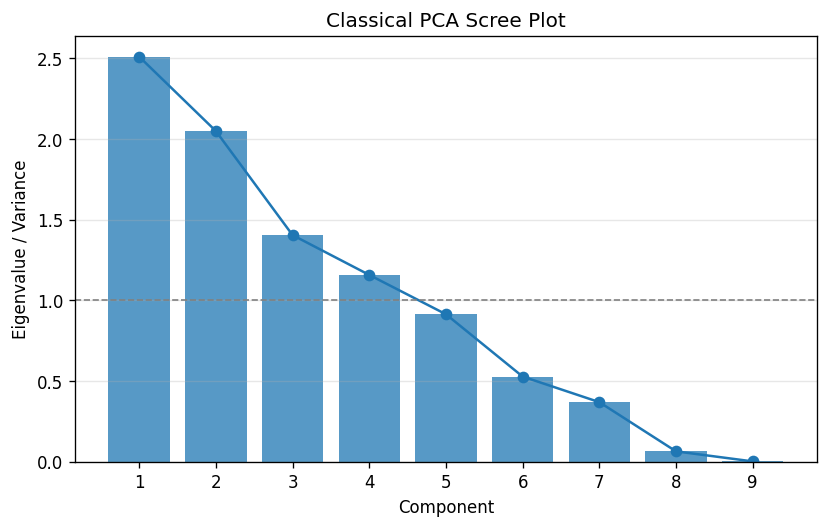 Classical PCA Scree Plot
Eigenvalue / Variance
2.5
2.0
1.5
1.0
0.5
0.0
1 2 3 4 5 6 7 8 9
Component